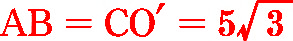 AB = CO′ = 5√3